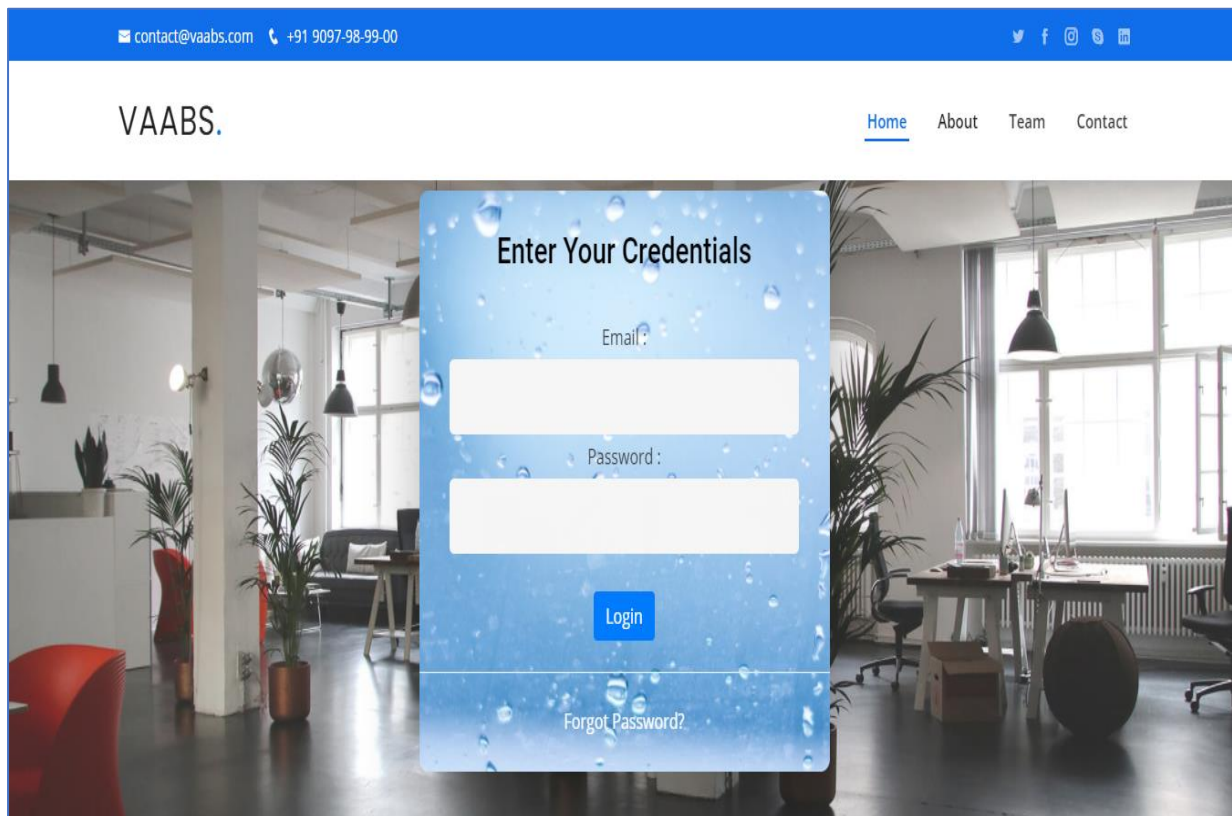 contact@vaabs.com +91 9097-98-99-00
VAABS.
Home About Team Contact
Enter Your Credentials
Email :
Password :
Login
Forgot Password?